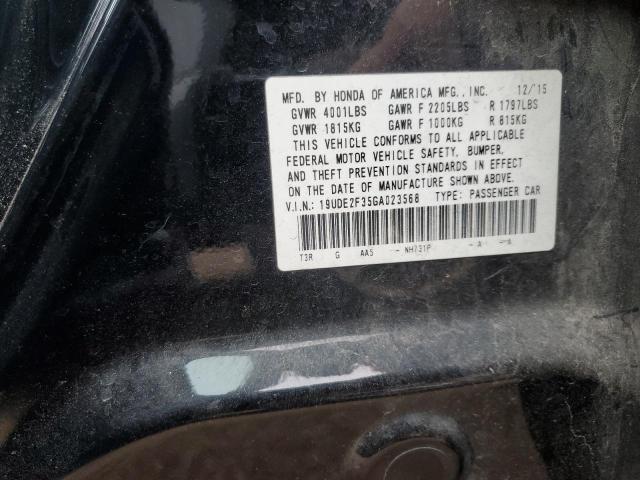 MFD. BY HONDA OF AMERICA MFG., INC. 12/'15
GVWR 4001LBS GAWR F 2205LBS R 1797LBS
GVWR 1815KG GAWR F 1000KG R 815KG
THIS VEHICLE CONFORMS TO ALL APPLICABLE
FEDERAL MOTOR VEHICLE SAFETY, BUMPER,
AND THEFT PREVENTION STANDARDS IN EFFECT
ON THE DATE OF MANUFACTURE SHOWN ABOVE.
V.I.N.: 19UDE2F35GA023568 TYPE: PASSENGER CAR
T3R G AA5 - NH731P - A -- A